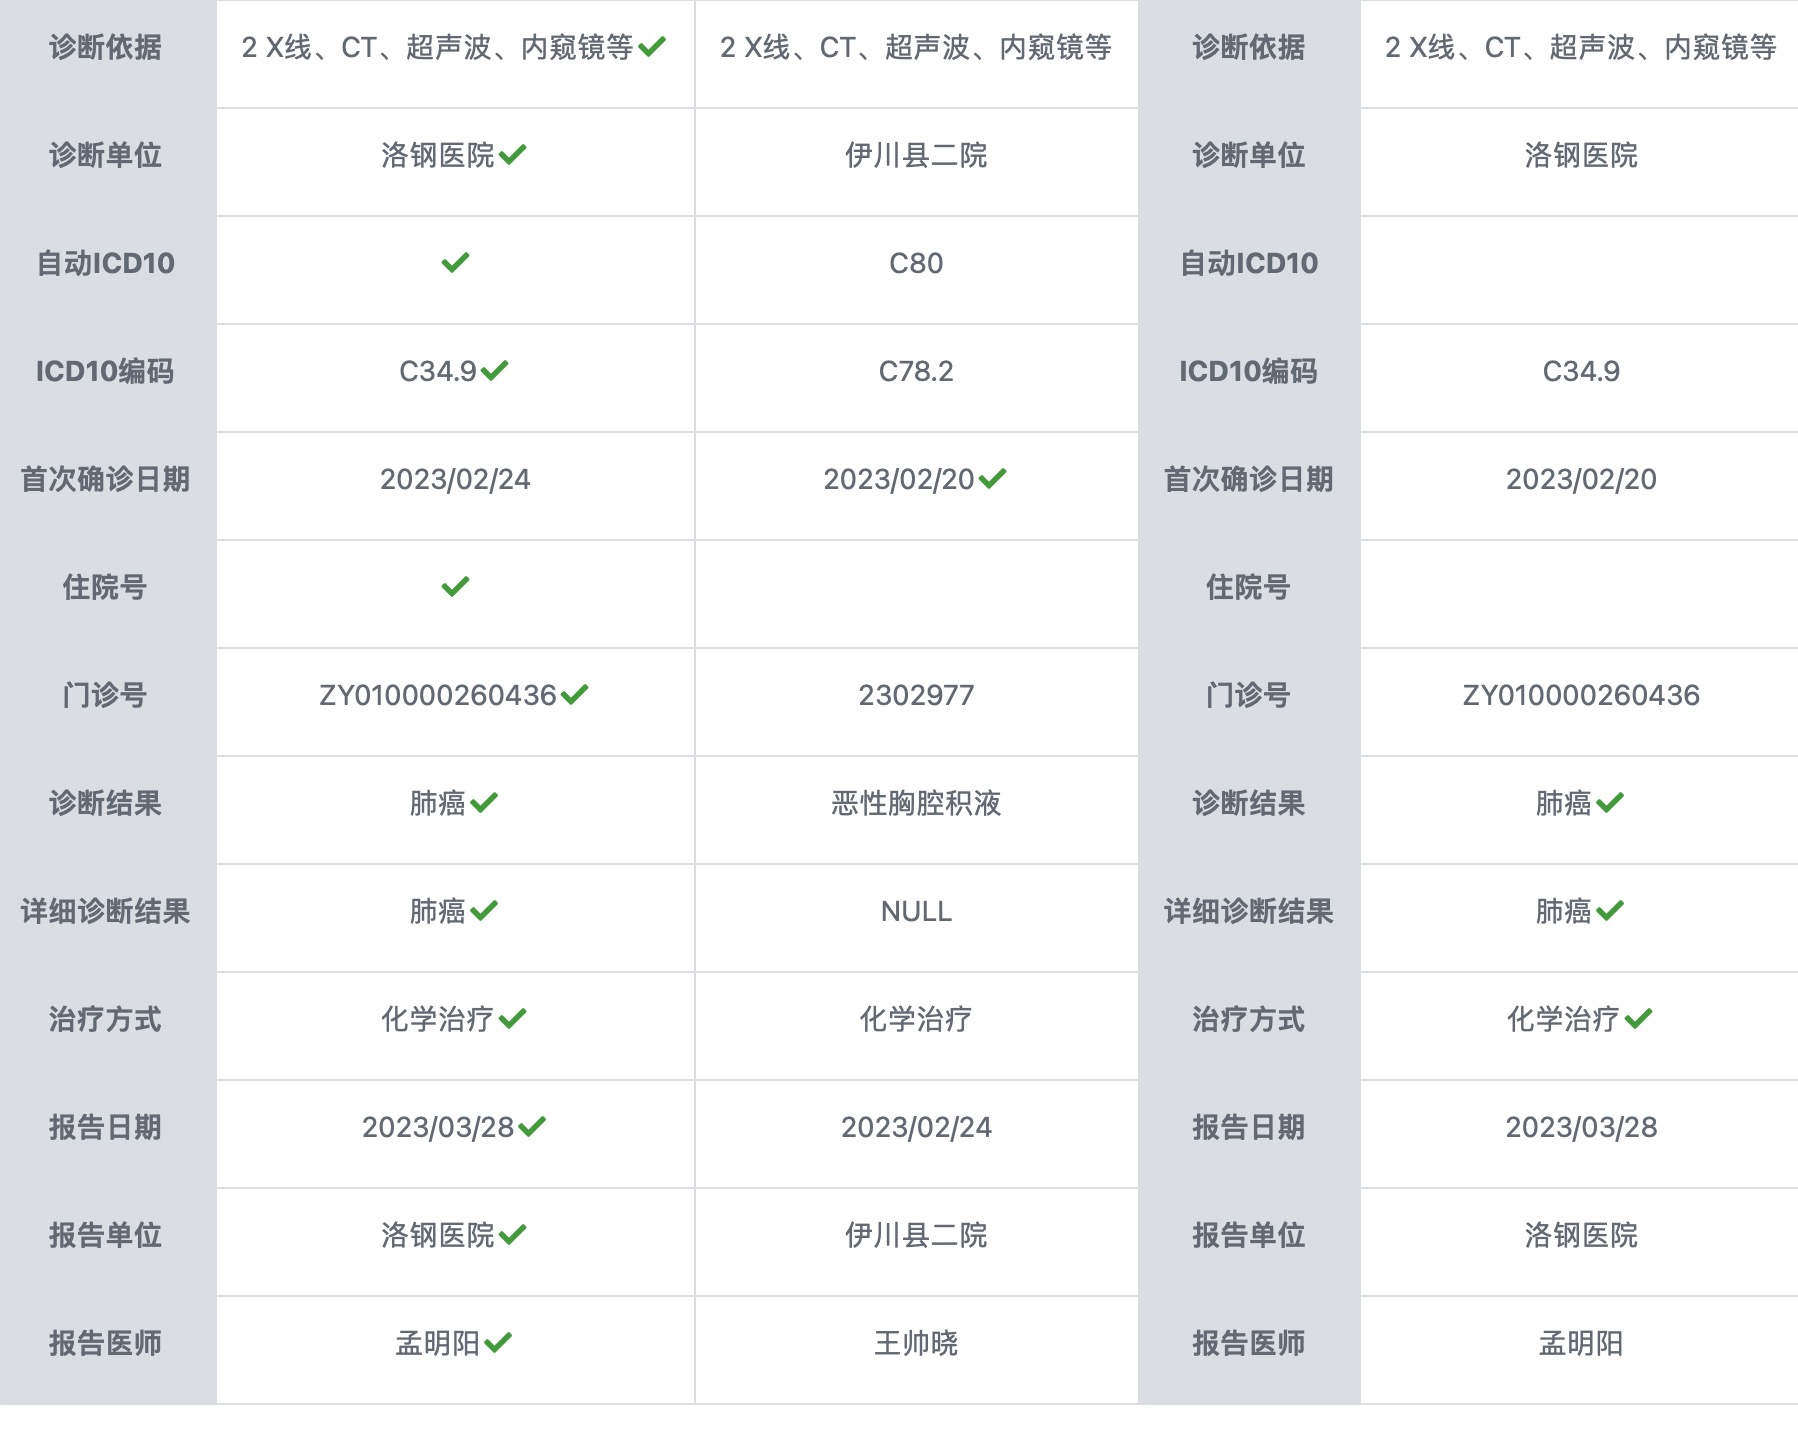 诊断依据 2 X线、CT、超声波、内窥镜等 2 X线、CT、超声波、内窥镜等 诊断依据 2 X线、CT、超声波、内窥镜等
诊断单位 洛钢医院 伊川县二院 诊断单位 洛钢医院
自动ICD10 C80 自动ICD10
ICD10编码 C34.9 C78.2 ICD10编码 C34.9
首次确诊日期 2023/02/24 2023/02/20 首次确诊日期 2023/02/20
住院号 住院号
门诊号 ZY010000260436 2302977 门诊号 ZY010000260436
诊断结果 肺癌 恶性胸腔积液 诊断结果 肺癌
详细诊断结果 肺癌 NULL 详细诊断结果 肺癌
治疗方式 化学治疗 化学治疗 治疗方式 化学治疗
报告日期 2023/03/28 2023/02/24 报告日期 2023/03/28
报告单位 洛钢医院 伊川县二院 报告单位 洛钢医院
报告医师 孟明阳 王帅晓 报告医师 孟明阳